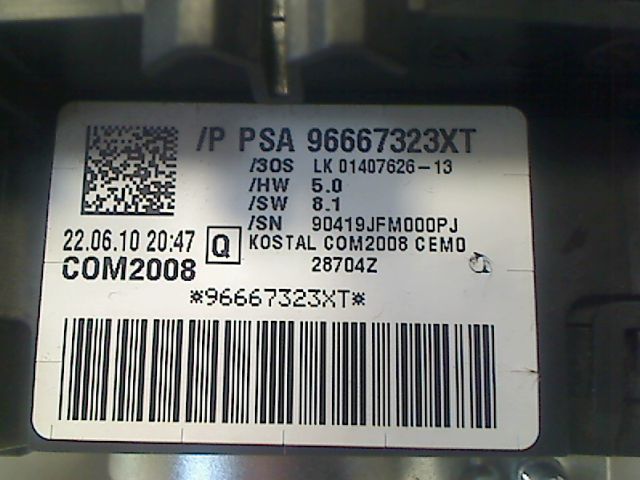 /P PSA 96667323XT
/3OS LK 01407626-13
/HW 5.0
/SW 8.1
/SN 90419JFM000PJ
22.06.10 20:47 Q KOSTAL COM2008 CEMO
COM2008 28704Z
*96667323XT*